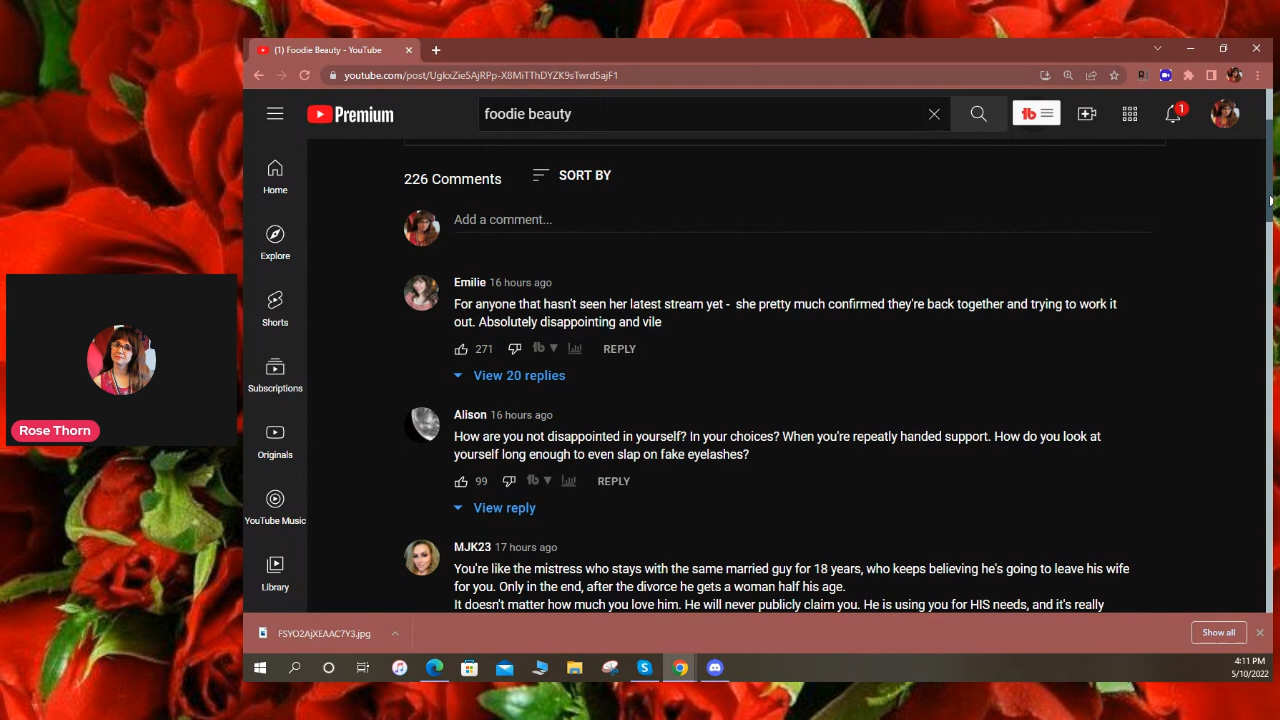 (1) Foodie Beauty - YouTube
youtube.com/post/UgkxZie5AjRPp-X8MiTThDYZK9sTwrd5ajF1
Premium
foodie beauty
tb
1
Home
Explore
Shorts
Subscriptions
Originals
YouTube Music
Library
226 Comments
SORT BY
Add a comment...
Emilie 16 hours ago
For anyone that hasn't seen her latest stream yet - she pretty much confirmed they're back together and trying to work it
out. Absolutely disappointing and vile
271
tb
REPLY
View 20 replies
Alison 16 hours ago
How are you not disappointed in yourself? In your choices? When you're repeatly handed support. How do you look at
yourself long enough to even slap on fake eyelashes?
99
tb
REPLY
View reply
MJK23 17 hours ago
You're like the mistress who stays with the same married guy for 18 years, who keeps believing he's going to leave his wife
for you. Only in the end, after the divorce he gets a woman half his age.
It doesn't matter how much you love him. He will never publicly claim you. He is using you for HIS needs, and it's really
Rose Thorn
FSYO2AjXEAAC7Y3.jpg
Show all
4:11 PM
5/10/2022